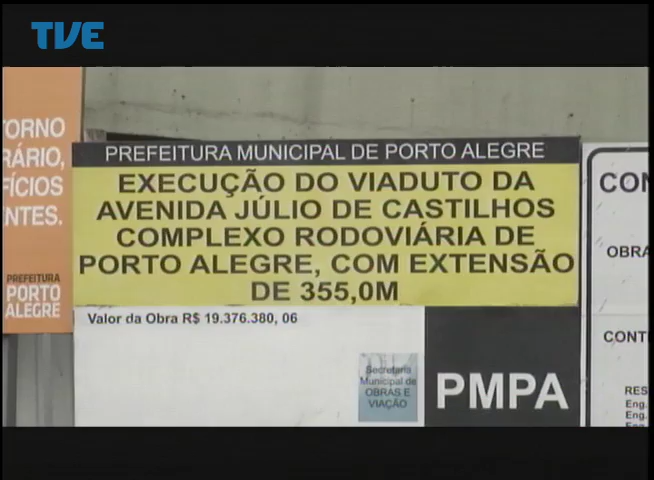 TVE
TORNO
RÁRIO,
FÍCIOS
ENTES.
PREFEITURA
PORTO
ALEGRE
PREFEITURA MUNICIPAL DE PORTO ALEGRE
EXECUÇÃO DO VIADUTO DA
AVENIDA JÚLIO DE CASTILHOS
COMPLEXO RODOVIÁRIA DE
PORTO ALEGRE, COM EXTENSÃO
DE 355,0M
Valor da Obra R$ 19.376.380, 06
Secretaria
Municipal de
OBRAS E
VIAÇÃO
PMPA
CON
OBRA
CONT
RES
Eng.
Eng.
Eng.